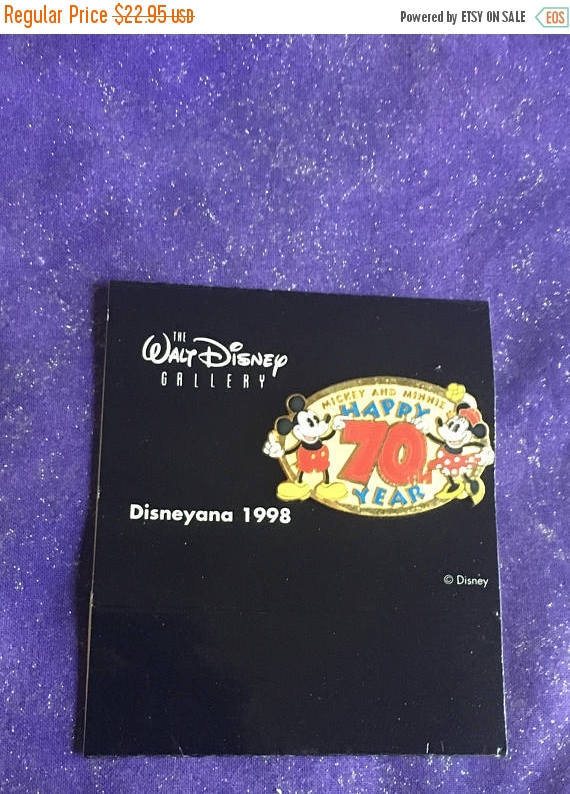 Regular Price $22.95 USD
Powered by ETSY ON SALE EOS
THE
WALT DISNEY
GALLERY
MICKEY AND MINNIE
HAPPY
70TH
YEAR
Disneyana 1998
© Disney